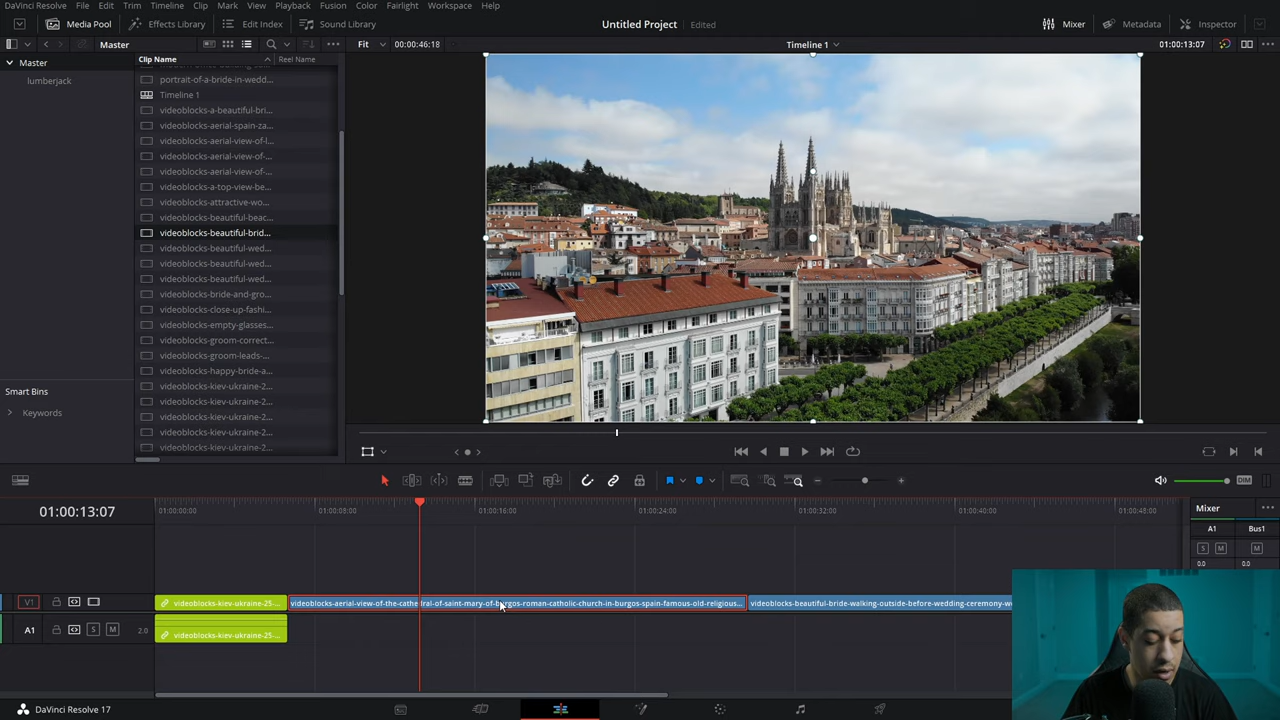 DaVinci Resolve File Edit Trim Timeline Clip Mark View Playback Fusion Color Fairlight Workspace Help
Media Pool Effects Library Edit Index Sound Library Untitled Project Edited Mixer Metadata Inspector
Master Fit 00:00:46:18 Timeline 1 01:00:13:07
Master
lumberjack
Clip Name Reel Name
portrait-of-a-bride-in-wedd...
Timeline 1
videoblocks-a-beautiful-bri...
videoblocks-aerial-spain-za...
videoblocks-aerial-view-of-l...
videoblocks-aerial-view-of-...
videoblocks-aerial-view-of-...
videoblocks-a-top-view-be...
videoblocks-attractive-wo...
videoblocks-beautiful-beac...
videoblocks-beautiful-brid...
videoblocks-beautiful-wed...
videoblocks-beautiful-wed...
videoblocks-beautiful-wed...
videoblocks-bride-and-gro...
videoblocks-close-up-fashi...
videoblocks-empty-glasses...
videoblocks-groom-correct...
videoblocks-groom-leads-...
videoblocks-happy-bride-a...
videoblocks-kiev-ukraine-2...
videoblocks-kiev-ukraine-2...
videoblocks-kiev-ukraine-2...
videoblocks-kiev-ukraine-2...
videoblocks-kiev-ukraine-2...
Smart Bins
Keywords
DIM
01:00:13:07 01:00:00:00 01:00:08:00 01:00:16:00 01:00:24:00 01:00:32:00 01:00:40:00 01:00:48:00
Mixer
A1 Bus1
S M M
0.0 0.0
V1 videoblocks-kiev-ukraine-25-... videoblocks-aerial-view-of-the-cathedral-of-saint-mary-of-burgos-roman-catholic-church-in-burgos-spain-famous-old-religious... videoblocks-beautiful-bride-walking-outside-before-wedding-ceremony-w
A1 S M 2.0 videoblocks-kiev-ukraine-25-...
DaVinci Resolve 17